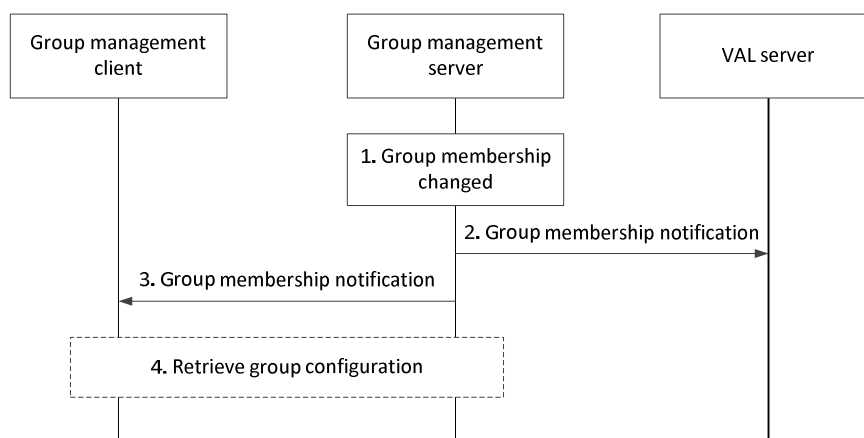 Group management
client
Group management
server
VAL server
1. Group membership
changed
2. Group membership notification
3. Group membership notification
4. Retrieve group configuration